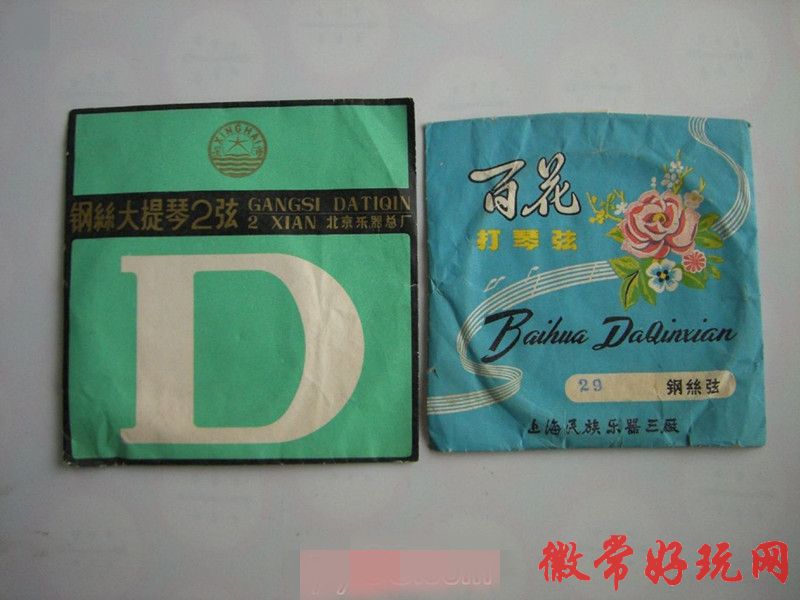 XINGHAI
钢絲大提琴2弦
GANGSI DATIQIN
2 XIAN 北京乐器总厂
D
百花
打琴弦
Baihua DaQinxian
29 钢絲弦
上海民族乐器三厰
徽常好玩网